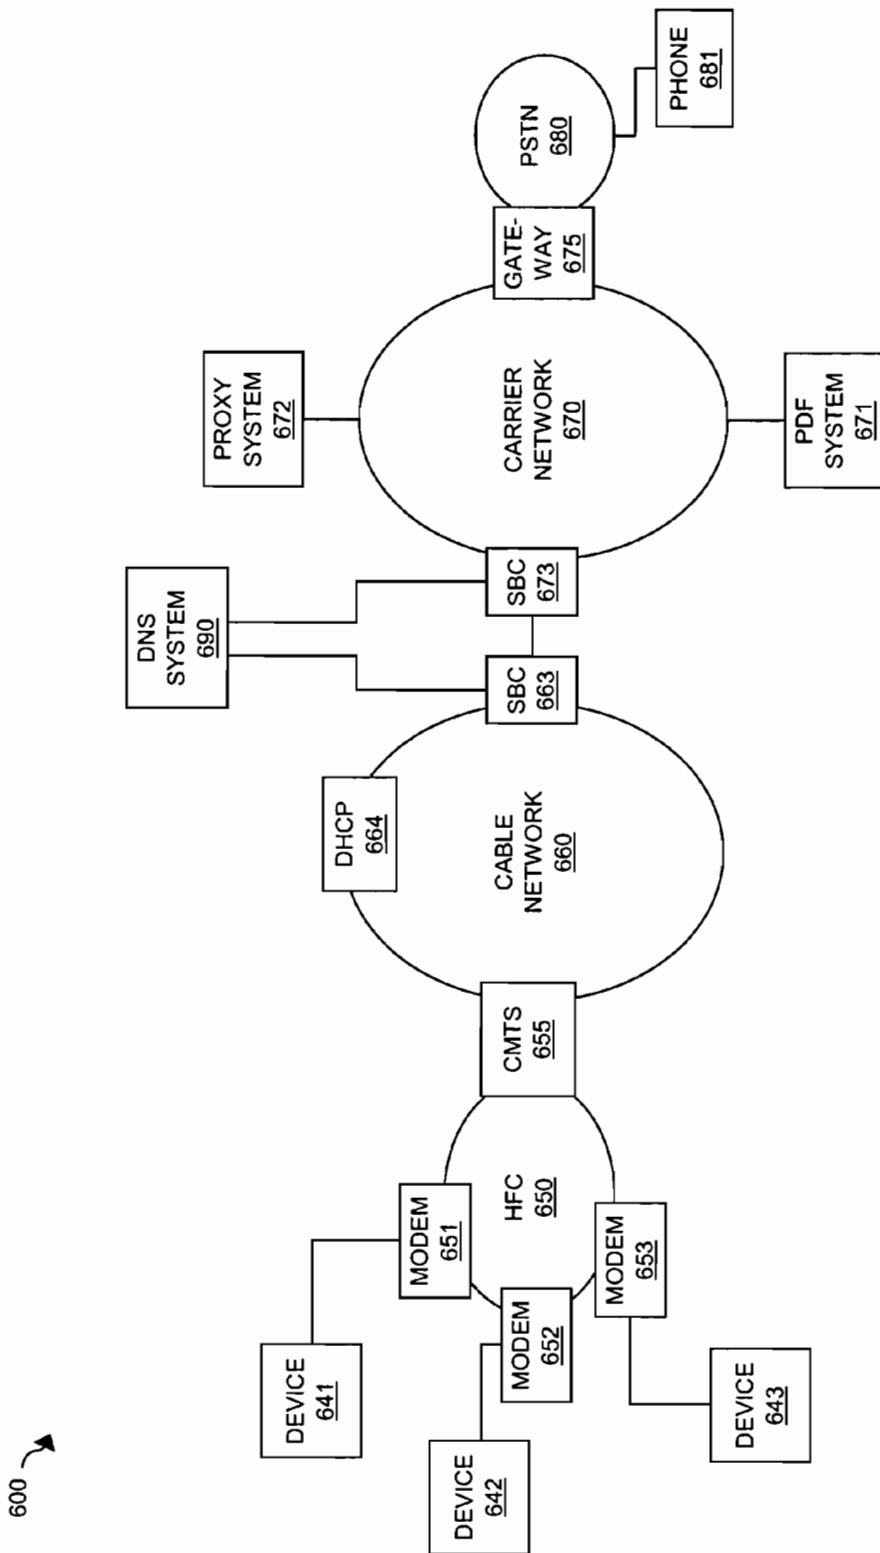 600
DEVICE
641
DEVICE
642
DEVICE
643
MODEM
651
MODEM
652
MODEM
653
HFC
650
CMTS
655
DHCP
664
CABLE
NETWORK
660
SBC
663
DNS
SYSTEM
690
SBC
673
PROXY
SYSTEM
672
CARRIER
NETWORK
670
PDF
SYSTEM
671
GATE-
WAY
675
PSTN
680
PHONE
681